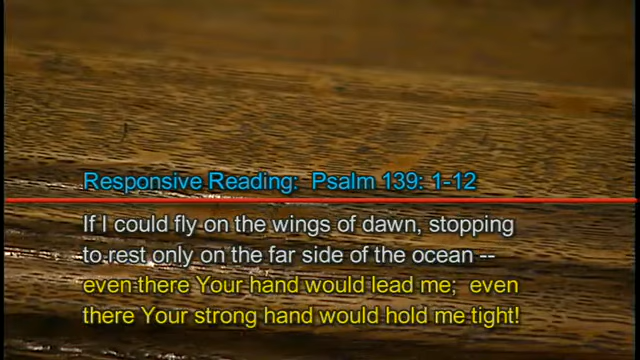 Responsive Reading:  Psalm 139: 1-12
If I could fly on the wings of dawn, stopping
to rest only on the far side of the ocean --
even there Your hand would lead me;  even
there Your strong hand would hold me tight!